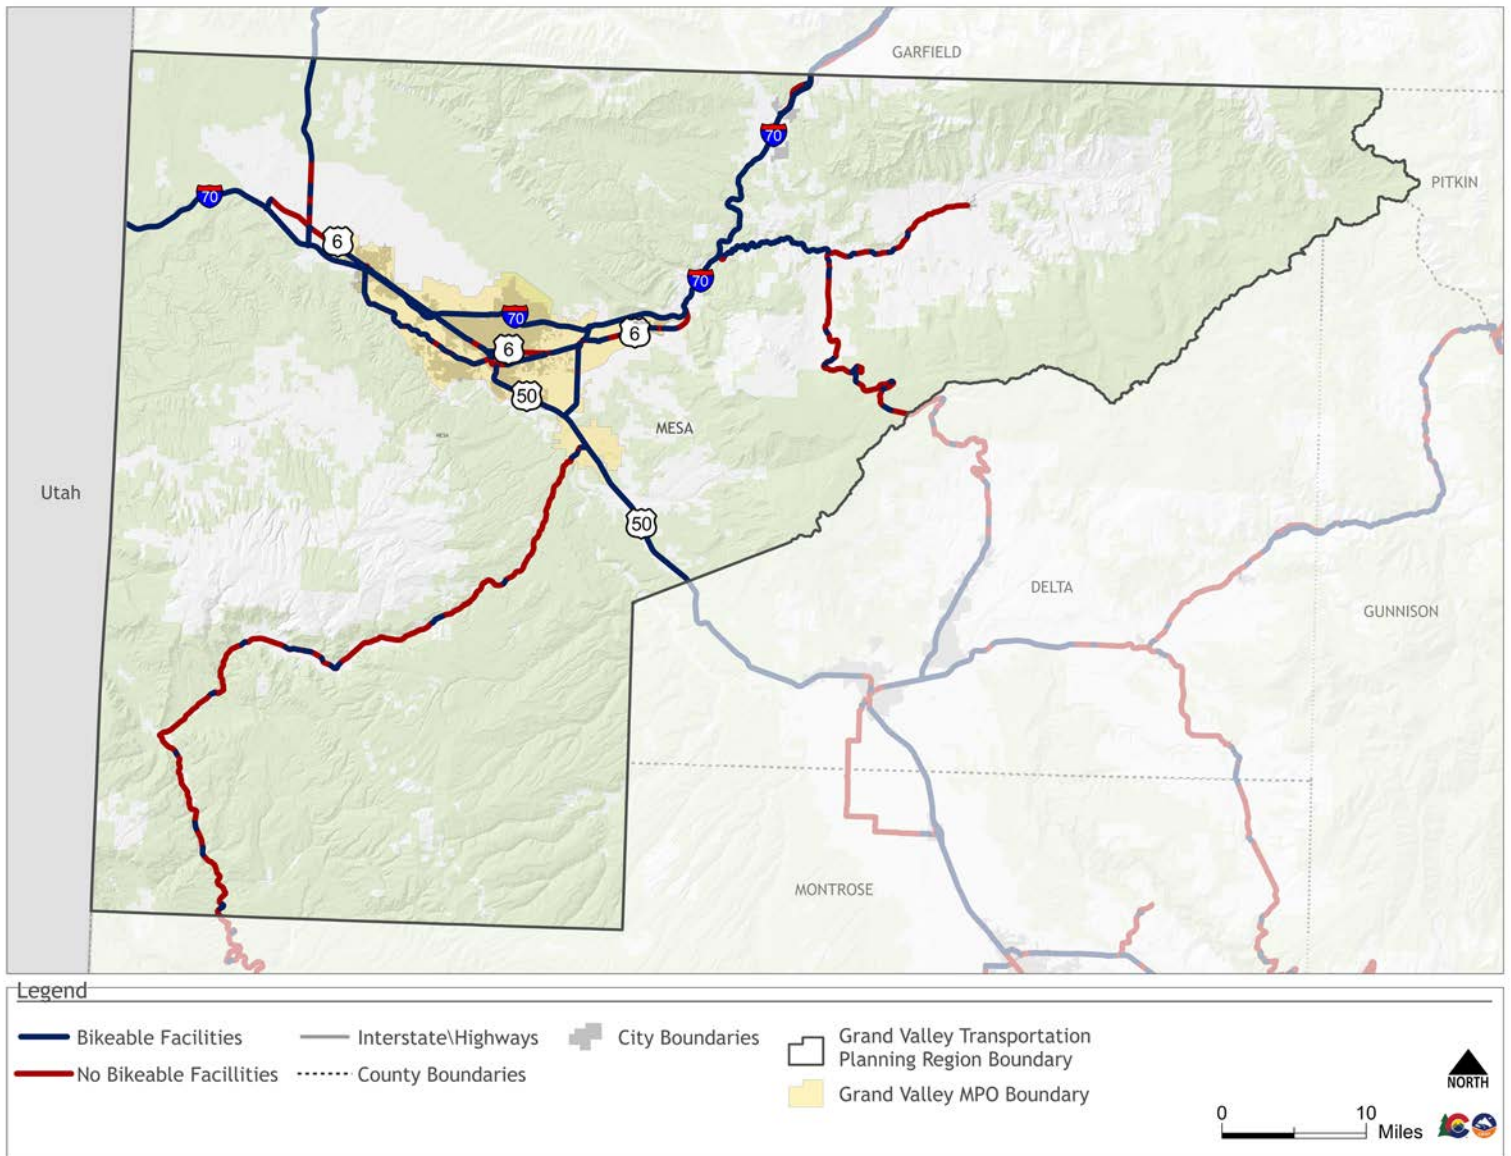 GARFIELD
70
PITKIN
70
6
70
70
6
6
50
MESA
Utah
50
DELTA
GUNNISON
MONTROSE
Legend
Bikeable Facilities
Interstate\Highways
City Boundaries
Grand Valley Transportation
Planning Region Boundary
No Bikeable Facillities
County Boundaries
Grand Valley MPO Boundary
NORTH
0
10
Miles